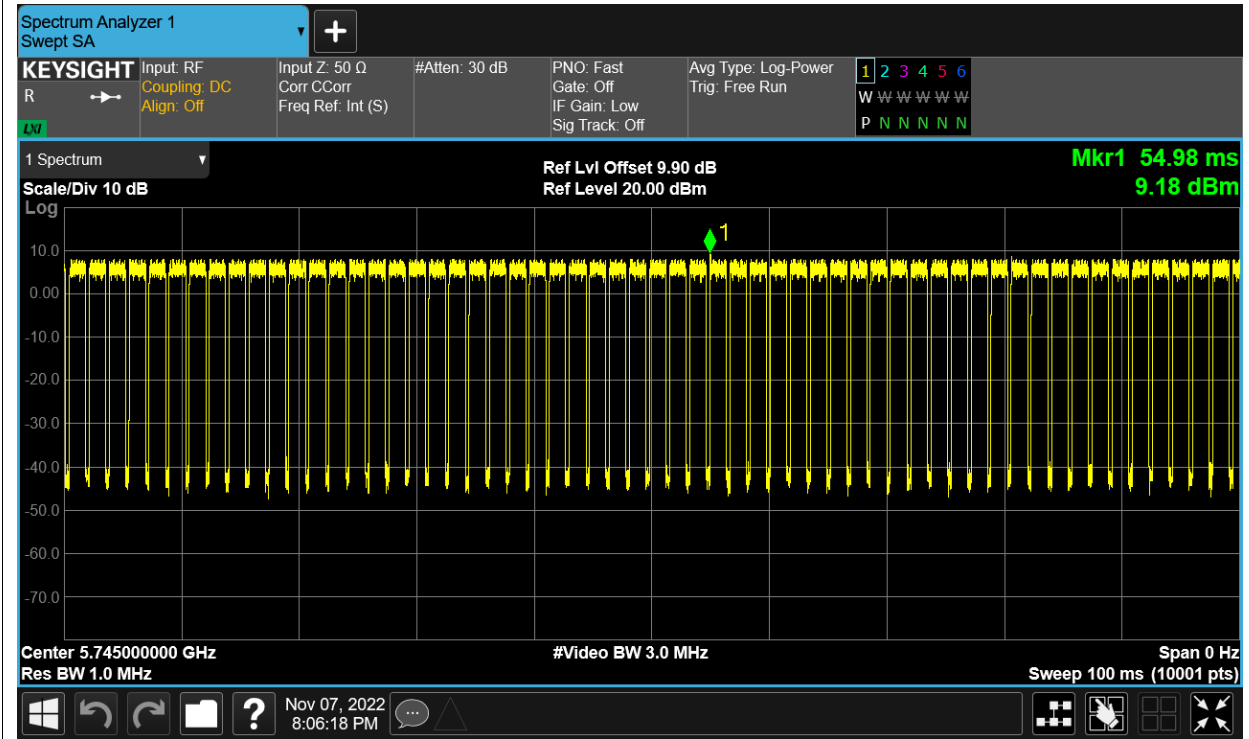 Spectrum Analyzer 1
Swept SA
KEYSIGHT
R
LXI
Input: RF
Coupling: DC
Align: Off
Input Z: 50 Ω
Corr CCorr
Freq Ref: Int (S)
#Atten: 30 dB
PNO: Fast
Gate: Off
IF Gain: Low
Sig Track: Off
Avg Type: Log-Power
Trig: Free Run
1 2 3 4 5 6
W W W W W W
P N N N N N
1 Spectrum
Scale/Div 10 dB
Ref Lvl Offset 9.90 dB
Ref Level 20.00 dBm
Mkr1 54.98 ms
9.18 dBm
Log
1
10.0
0.00
-10.0
-20.0
-30.0
-40.0
-50.0
-60.0
-70.0
Center 5.745000000 GHz
#Video BW 3.0 MHz
Span 0 Hz
Res BW 1.0 MHz
Sweep 100 ms (10001 pts)
Nov 07, 2022
8:06:18 PM